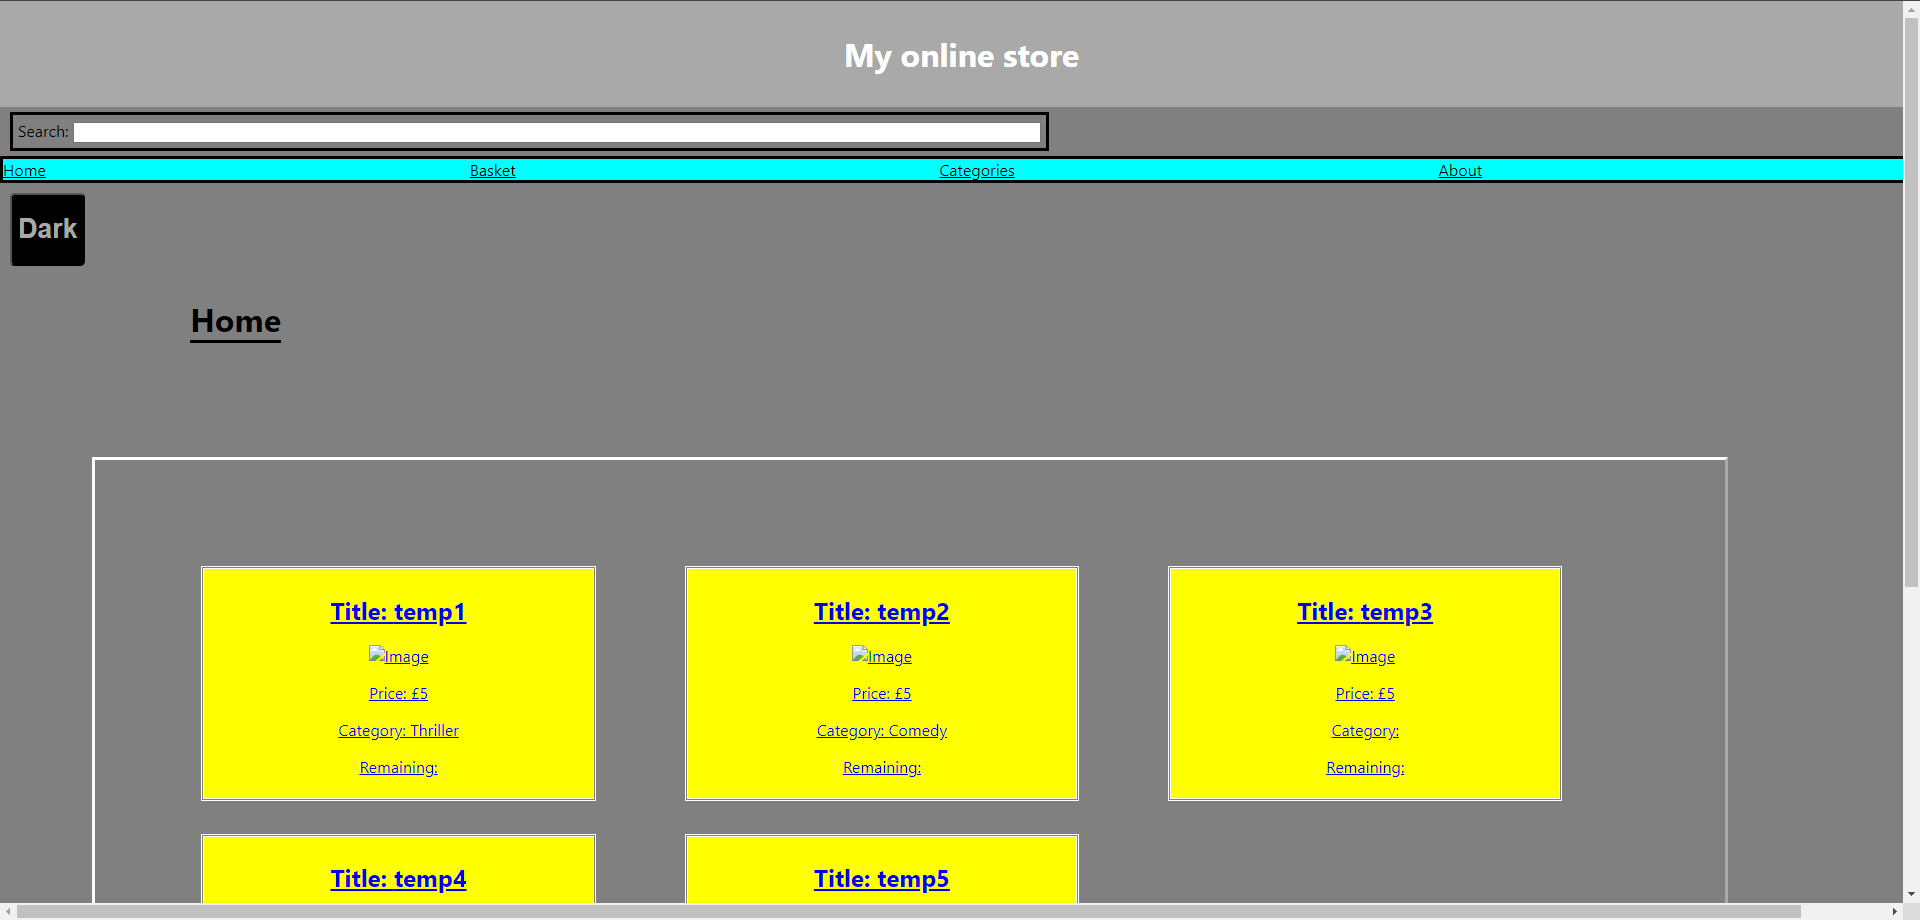 My online store
Search:
Home Basket Categories About
Dark
Home
Title: temp1 Title: temp2 Title: temp3
Image Image Image
Price: £5 Price: £5 Price: £5
Category: Thriller Category: Comedy Category:
Remaining: Remaining: Remaining:
Title: temp4 Title: temp5